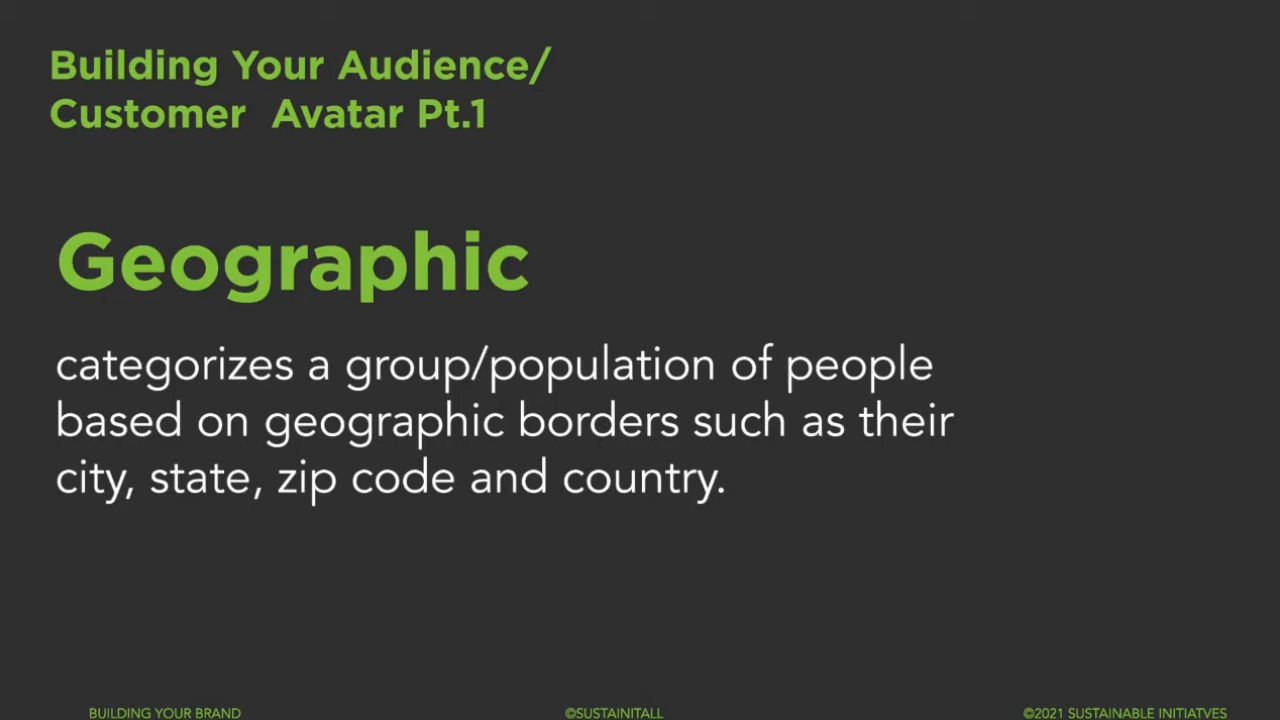 Building Your Audience/
Customer Avatar Pt.1
Geographic
categorizes a group/population of people
based on geographic borders such as their
city, state, zip code and country.
BUILDING YOUR BRAND
©SUSTAINITALL
©2021 SUSTAINABLE INITIATVES